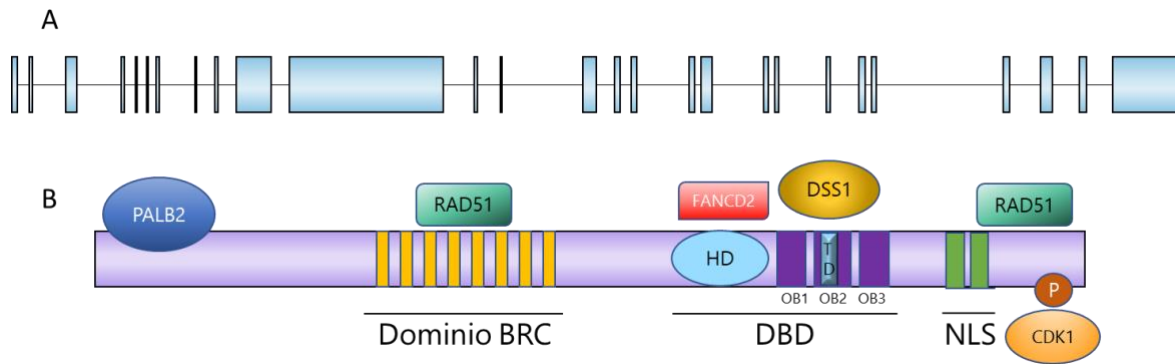 A
B
PALB2
RAD51
FANCD2
DSS1
RAD51
HD
T
D
OB1
OB2
OB3
P
CDK1
Dominio BRC
DBD
NLS